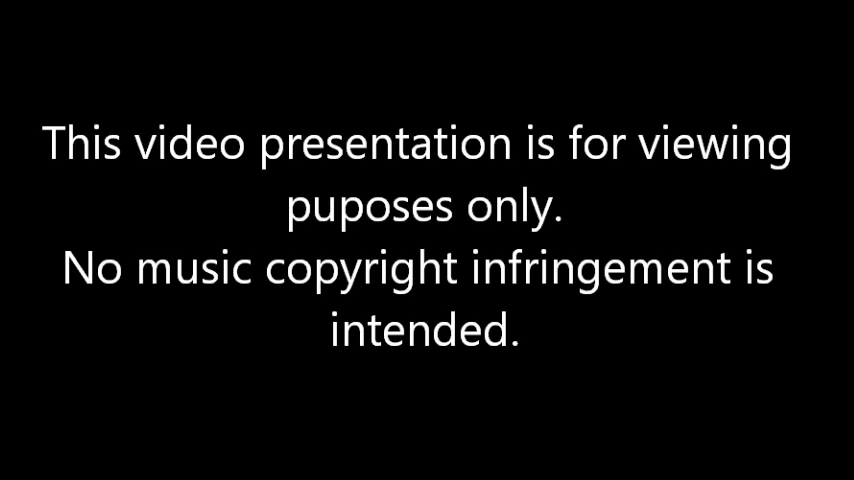 This video presentation is for viewing
puposes only.
No music copyright infringement is
intended.